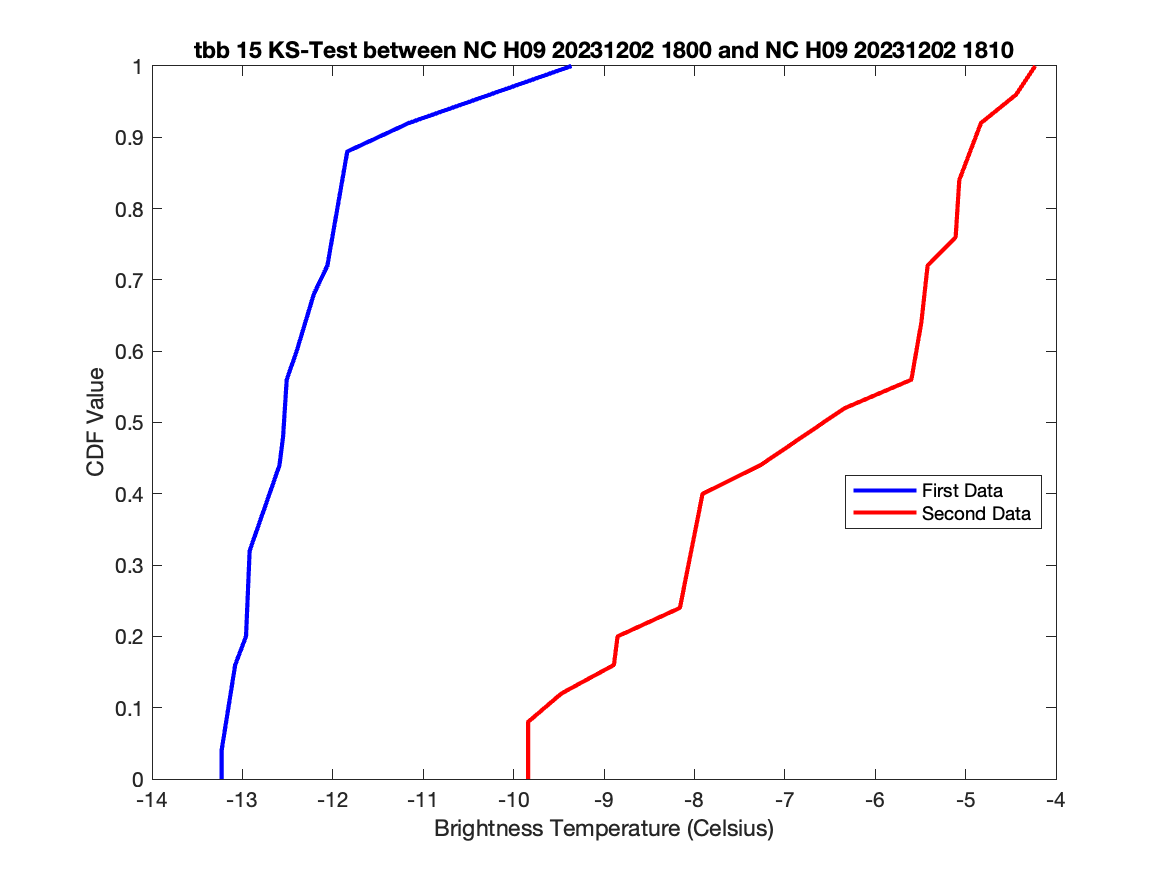 tbb 15 KS-Test between NC H09 20231202 1800 and NC H09 20231202 1810
1
0.9
0.8
0.7
0.6
0.5
0.4
0.3
0.2
0.1
0
CDF Value
First Data
Second Data
-14 -13 -12 -11 -10 -9 -8 -7 -6 -5 -4
Brightness Temperature (Celsius)